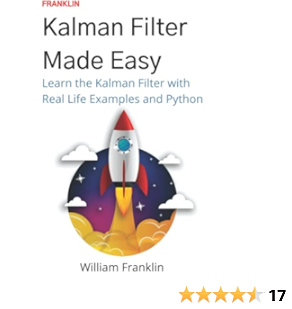 FRANKLIN
Kalman Filter
Made Easy
Learn the Kalman Filter with
Real Life Examples and Python
William Franklin
17